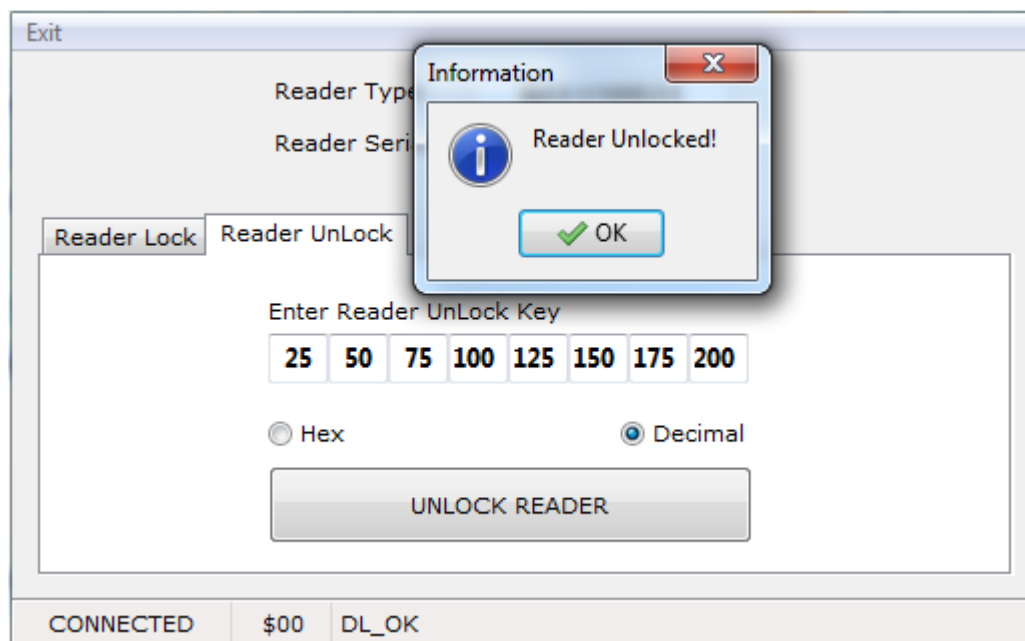 Exit
Information
Reader Type
Reader Seri
Reader Unlocked!
OK
Reader Lock Reader UnLock
Enter Reader UnLock Key
25 50 75 100 125 150 175 200
Hex Decimal
UNLOCK READER
CONNECTED $00 DL_OK